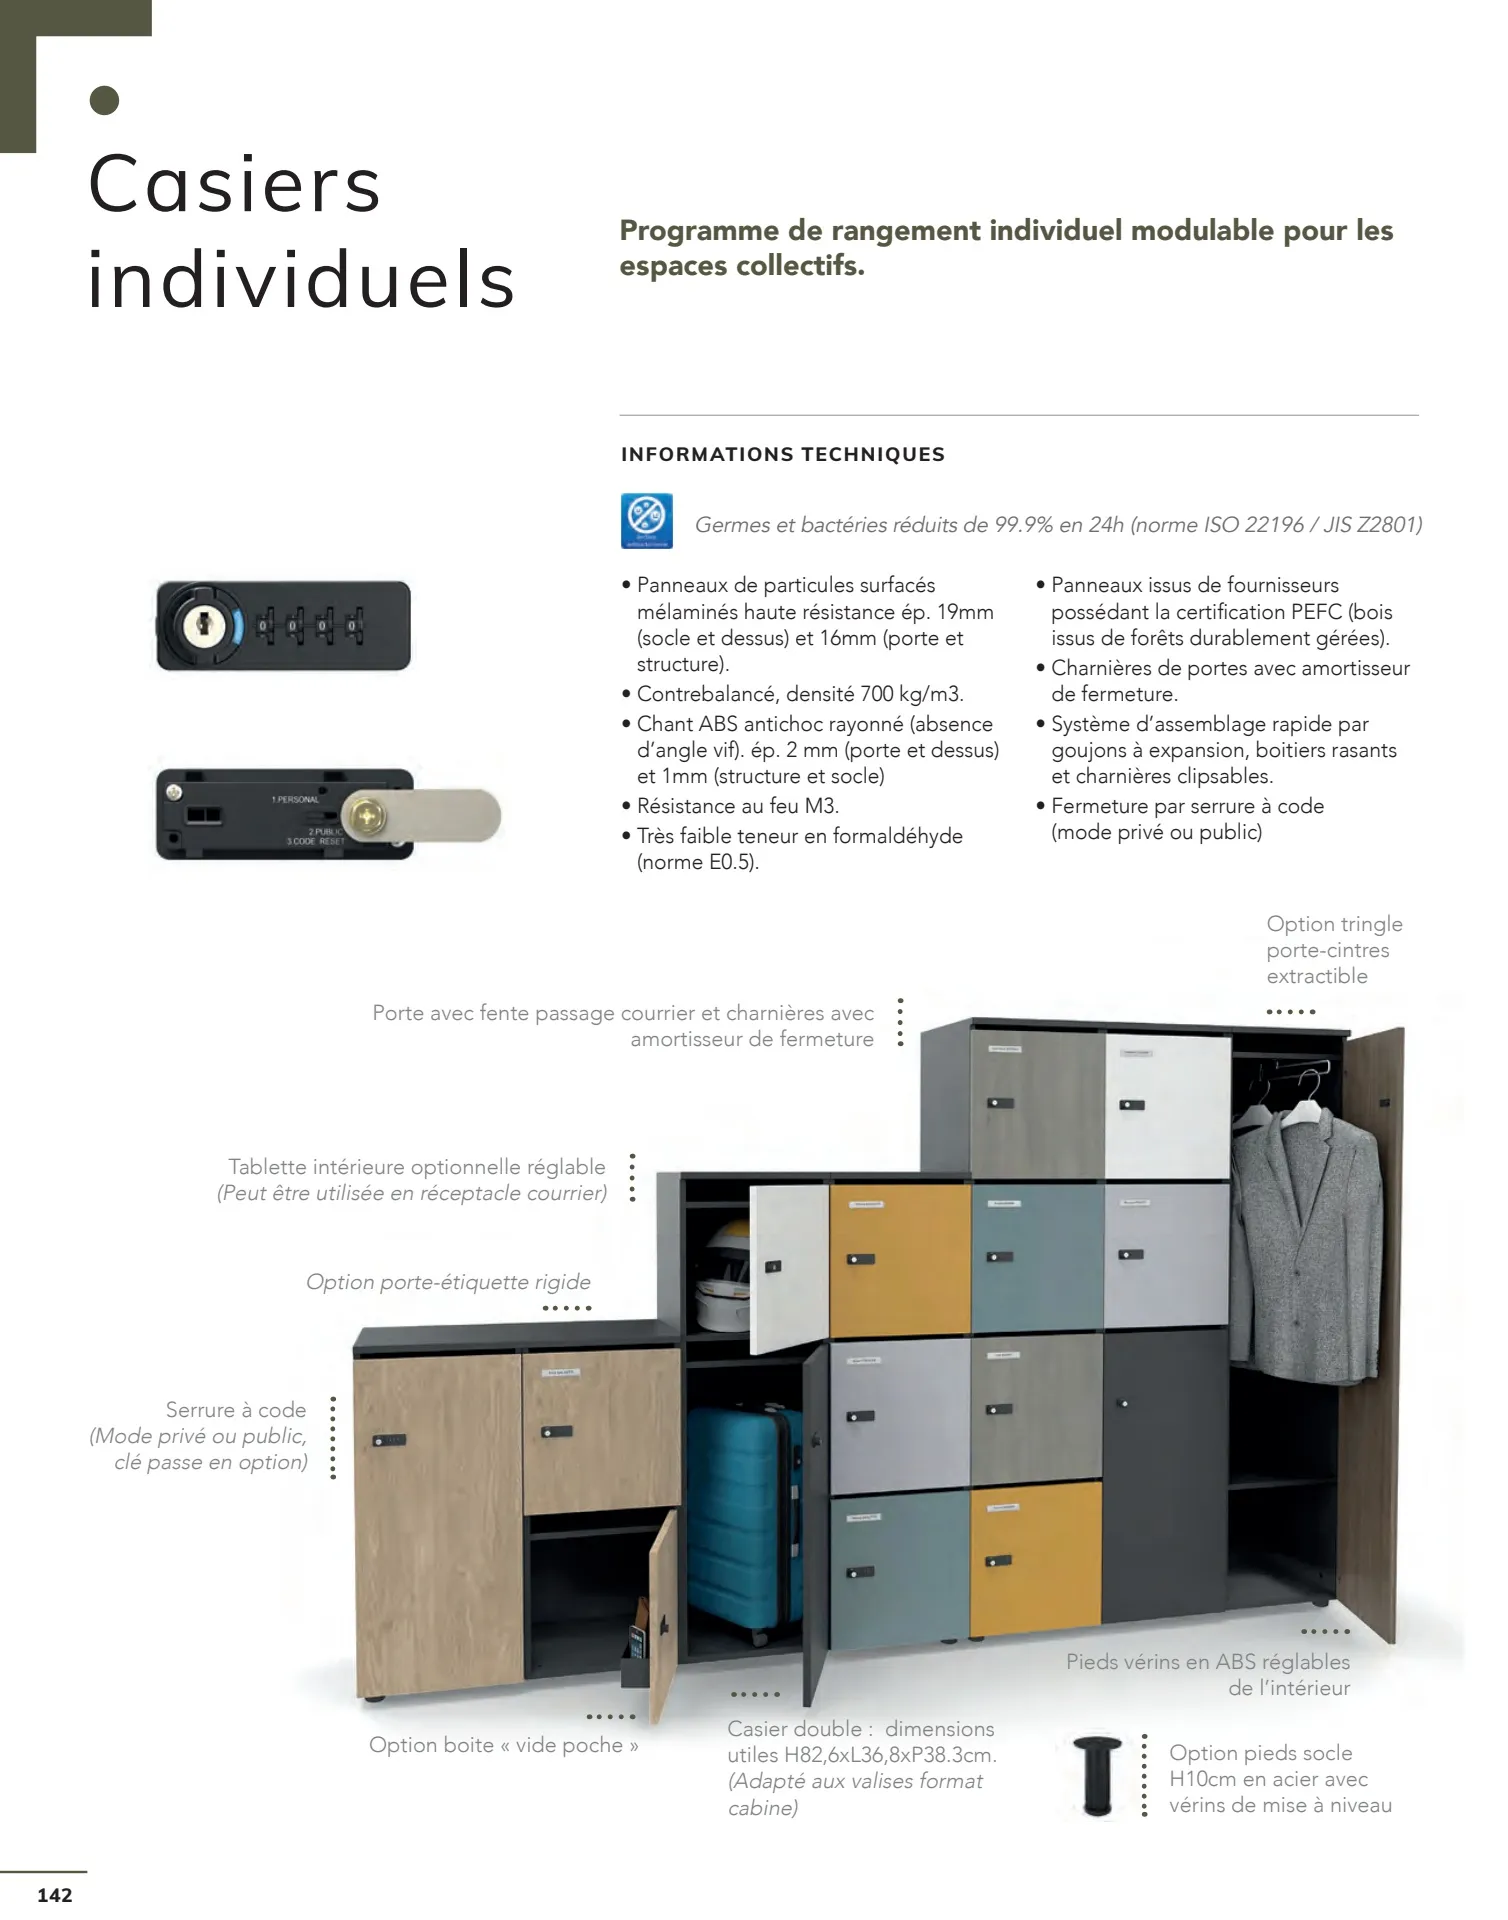 Casiers
individuels
Programme de rangement individuel modulable pour les
espaces collectifs.
INFORMATIONS TECHNIQUES
Germes et bactéries réduits de 99.9% en 24h (norme ISO 22196 / JIS Z2801)
• Panneaux de particules surfacés
mélaminés haute résistance ép. 19mm
(socle et dessus) et 16mm (porte et
structure).
• Contrebalancé, densité 700 kg/m3.
• Chant ABS antichoc rayonné (absence
d’angle vif). ép. 2 mm (porte et dessus)
et 1mm (structure et socle)
• Résistance au feu M3.
• Très faible teneur en formaldéhyde
(norme E0.5).
• Panneaux issus de fournisseurs
possédant la certification PEFC (bois
issus de forêts durablement gérées).
• Charnières de portes avec amortisseur
de fermeture.
• Système d’assemblage rapide par
goujons à expansion, boitiers rasants
et charnières clipsables.
• Fermeture par serrure à code
(mode privé ou public)
0 0 0 0
1.PERSONAL
2.PUBLIC
3.CODE RESET
Option tringle
porte-cintres
extractible
Porte avec fente passage courrier et charnières avec
amortisseur de fermeture
Tablette intérieure optionnelle réglable
(Peut être utilisée en réceptacle courrier)
Option porte-étiquette rigide
Serrure à code
(Mode privé ou public,
clé passe en option)
Pieds vérins en ABS réglables
de l’intérieur
Option boite « vide poche »
Casier double : dimensions
utiles H82,6xL36,8xP38.3cm.
(Adapté aux valises format
cabine)
Option pieds socle
H10cm en acier avec
vérins de mise à niveau
142